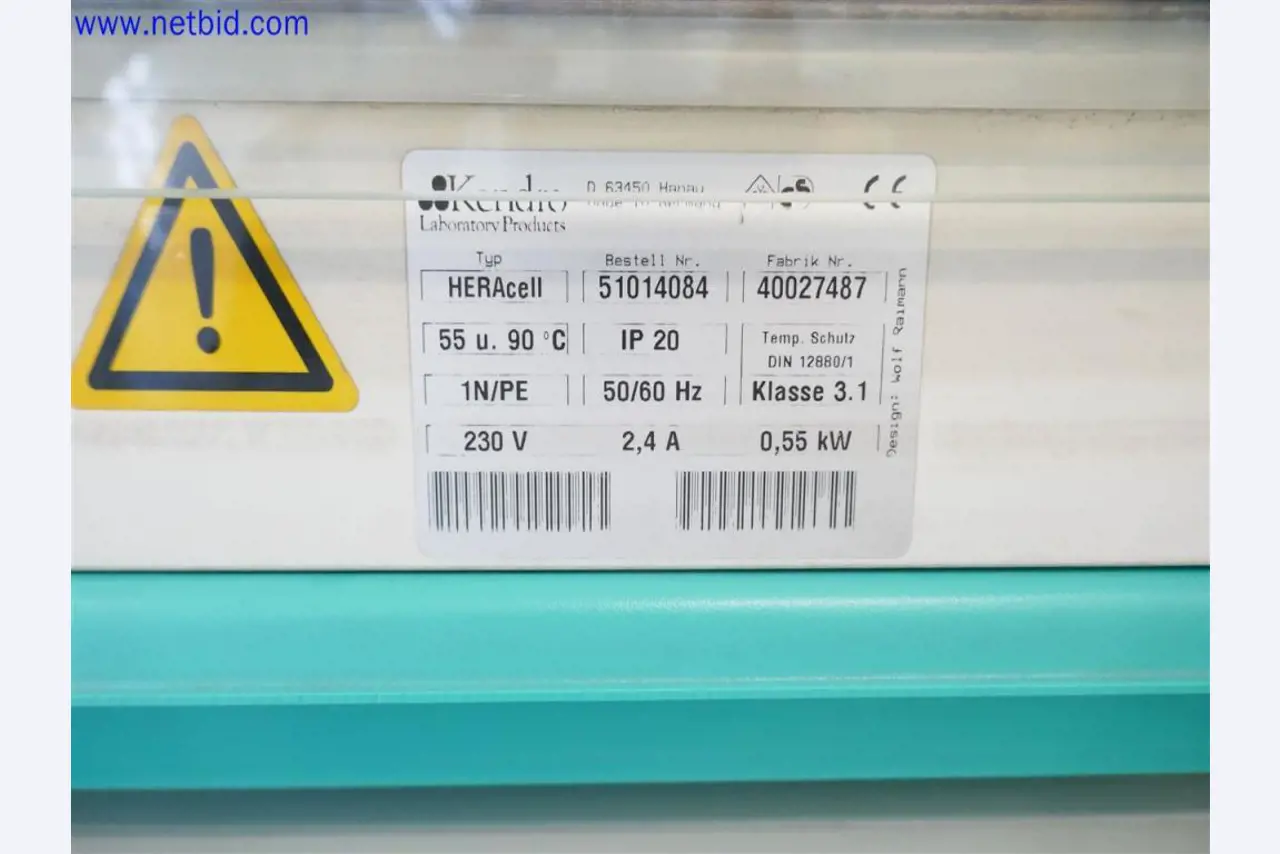 www.netbid.com
Kendro D 63450 Hanau
Laboratory Products
Typ Bestell Nr. Fabrik Nr.
HERAcell 51014084 40027487
55 u. 90 °C IP 20 Temp. Schutz
DIN 12880/1
1N/PE 50/60 Hz Klasse 3.1
230 V 2,4 A 0,55 kW
Design: Wolf Raimann